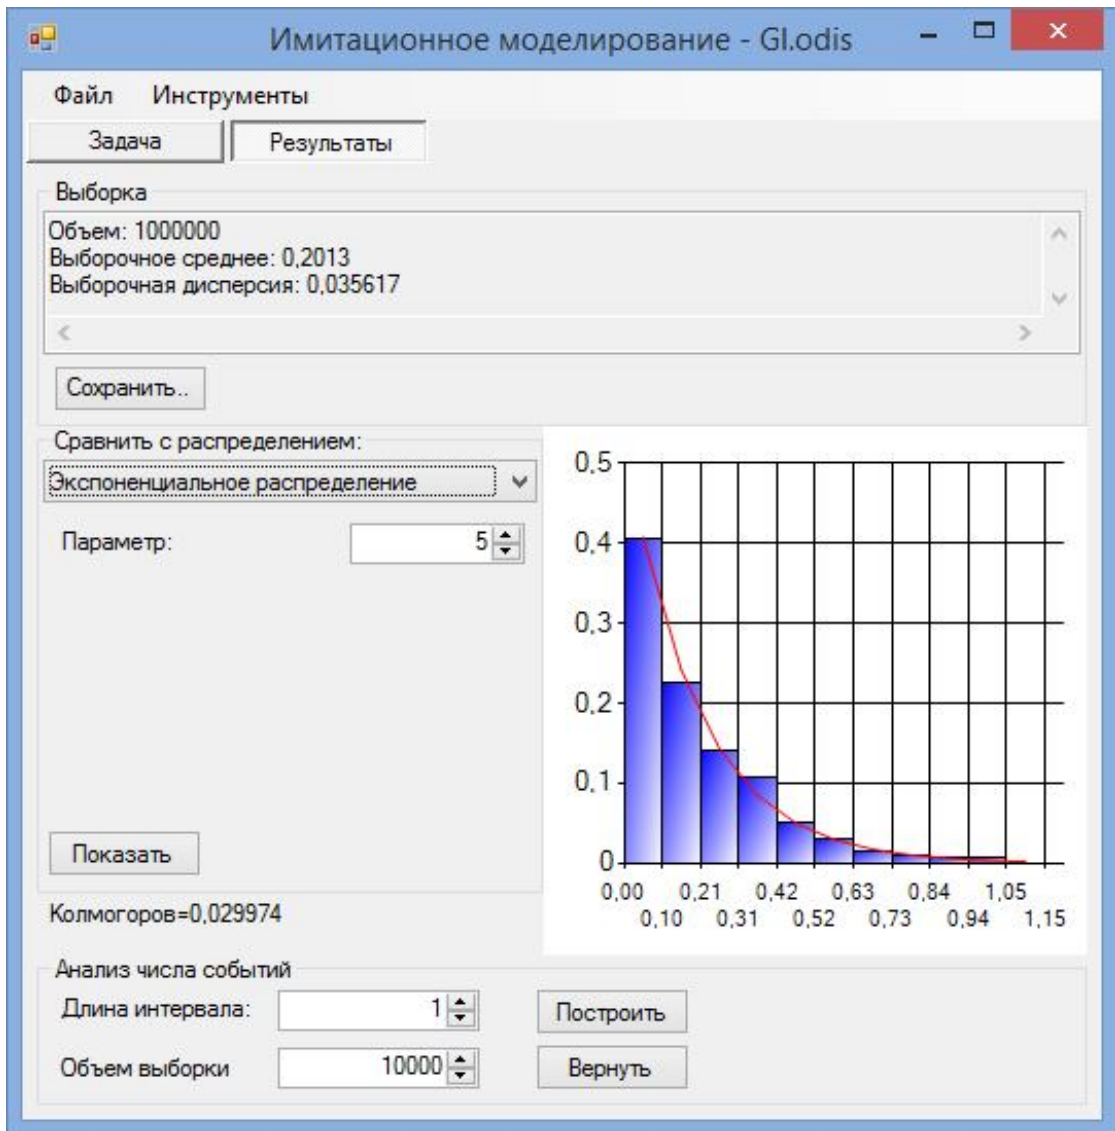 Имитационное моделирование - Gl.odis
Файл Инструменты
Задача Результаты
Выборка
Объем: 1000000
Выборочное среднее: 0,2013
Выборочная дисперсия: 0,035617
Сохранить..
Сравнить с распределением:
Экспоненциальное распределение
Параметр: 5
Показать
Колмогоров=0,029974
0,5
0,4
0,3
0,2
0,1
0
0,00 0,21 0,42 0,63 0,84 1,05
0,10 0,31 0,52 0,73 0,94 1,15
Анализ числа событий
Длина интервала: 1 Построить
Объем выборки 10000 Вернуть